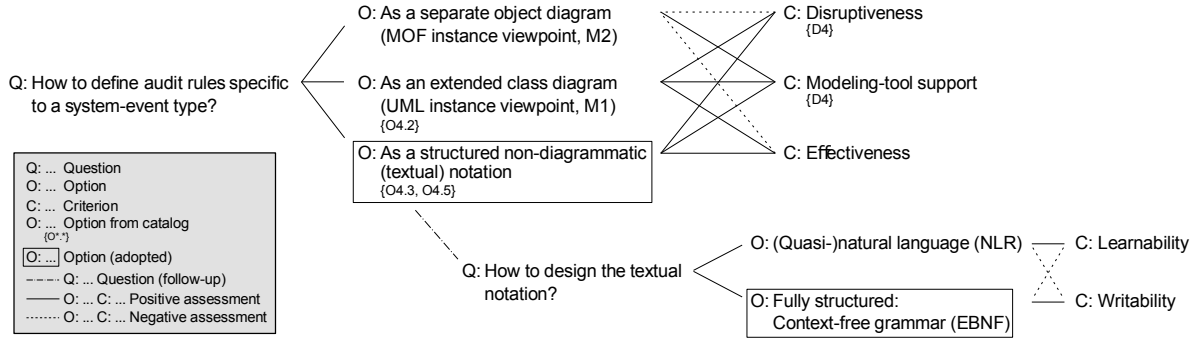 O: As a separate object diagram
(MOF instance viewpoint, M2)
C: Disruptiveness
{D4}
Q: How to define audit rules specific
to a system-event type?
O: As an extended class diagram
(UML instance viewpoint, M1)
{O4.2}
C: Modeling-tool support
{D4}
O: As a structured non-diagrammatic
(textual) notation
{O4.3, O4.5}
C: Effectiveness
Q: ... Question
O: ... Option
C: ... Criterion
O: ... Option from catalog
{O*.*}
O: ... Option (adopted)
Q: ... Question (follow-up)
O: ... C: ... Positive assessment
O: ... C: ... Negative assessment
Q: How to design the textual
notation?
O: (Quasi-)natural language (NLR)
C: Learnability
O: Fully structured:
Context-free grammar (EBNF)
C: Writability